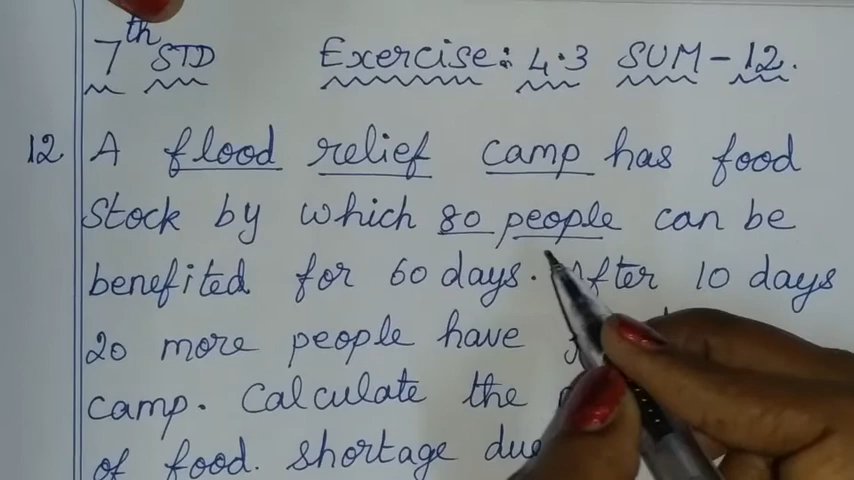 7th STD Exercise: 4.3 SUM-12.
12 A flood relief camp has food
stock by which 80 people can be
benefited for 60 days. After 10 days
20 more people have
camp. Calculate the
of food. shortage due